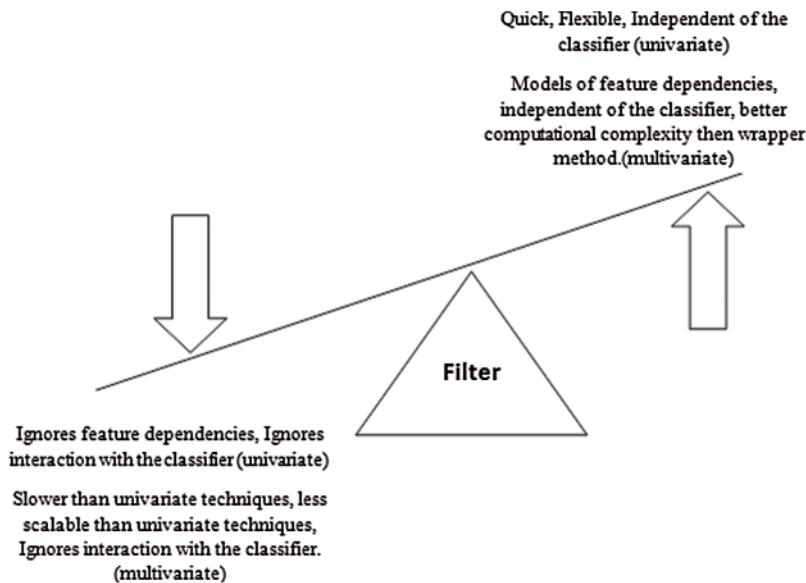 Quick, Flexible, Independent of the
classifier (univariate)
Models of feature dependencies,
independent of the classifier, better
computational complexity then wrapper
method.(multivariate)
Filter
Ignores feature dependencies, Ignores
interaction with the classifier (univariate)
Slower than univariate techniques, less
scalable than univariate techniques,
Ignores interaction with the classifier.
(multivariate)